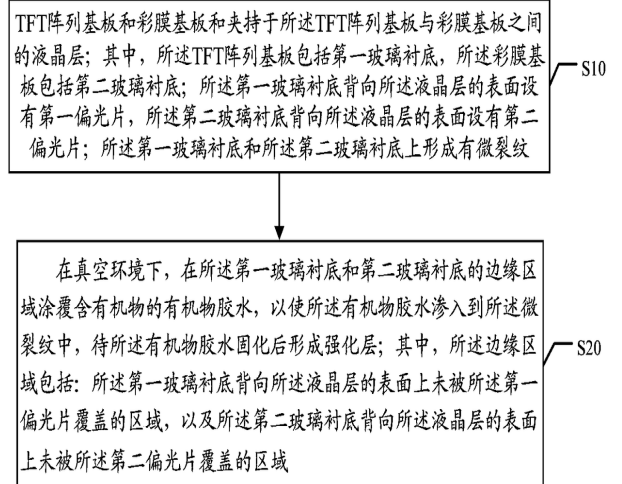 TFT阵列基板和彩膜基板和夹持于所述TFT阵列基板与彩膜基板之间
的液晶层；其中，所述TFT阵列基板包括第一玻璃衬底，所述彩膜基
板包括第二玻璃衬底；所述第一玻璃衬底背向所述液晶层的表面设
有第一偏光片，所述第二玻璃衬底背向所述液晶层的表面设有第二
偏光片；所述第一玻璃衬底和所述第二玻璃衬底上形成有微裂纹
S10
在真空环境下，在所述第一玻璃衬底和第二玻璃衬底的边缘区
域涂覆含有机物的有机物胶水，以使所述有机物胶水渗入到所述微
裂纹中，待所述有机物胶水固化后形成强化层；其中，所述边缘区
域包括：所述第一玻璃衬底背向所述液晶层的表面上未被所述第一
偏光片覆盖的区域，以及所述第二玻璃衬底背向所述液晶层的表面
上未被所述第二偏光片覆盖的区域
S20